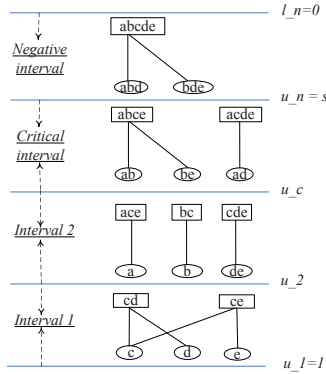 l_n=0
abcde
Negative
interval
abd bde
u_n = s
abce acde
Critical
interval
ab be ad
u_c
ace bc cde
Interval 2
a b de
u_2
cd ce
Interval 1
c d e
u_1=1